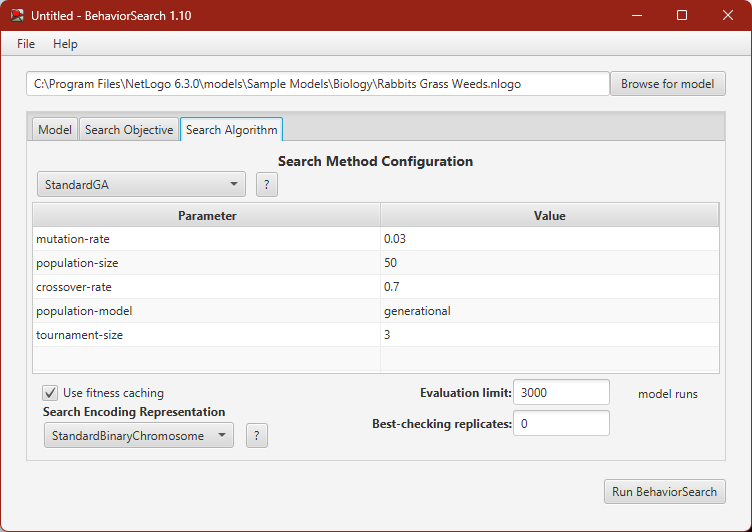 Untitled - BehaviorSearch 1.10
File Help
C:\Program Files\NetLogo 6.3.0\models\Sample Models\Biology\Rabbits Grass Weeds.nlogo Browse for model
Model Search Objective Search Algorithm
Search Method Configuration
StandardGA ?
Parameter Value
mutation-rate 0.03
population-size 50
crossover-rate 0.7
population-model generational
tournament-size 3
Use fitness caching Evaluation limit: 3000 model runs
Search Encoding Representation
Best-checking replicates: 0
StandardBinaryChromosome ?
Run BehaviorSearch